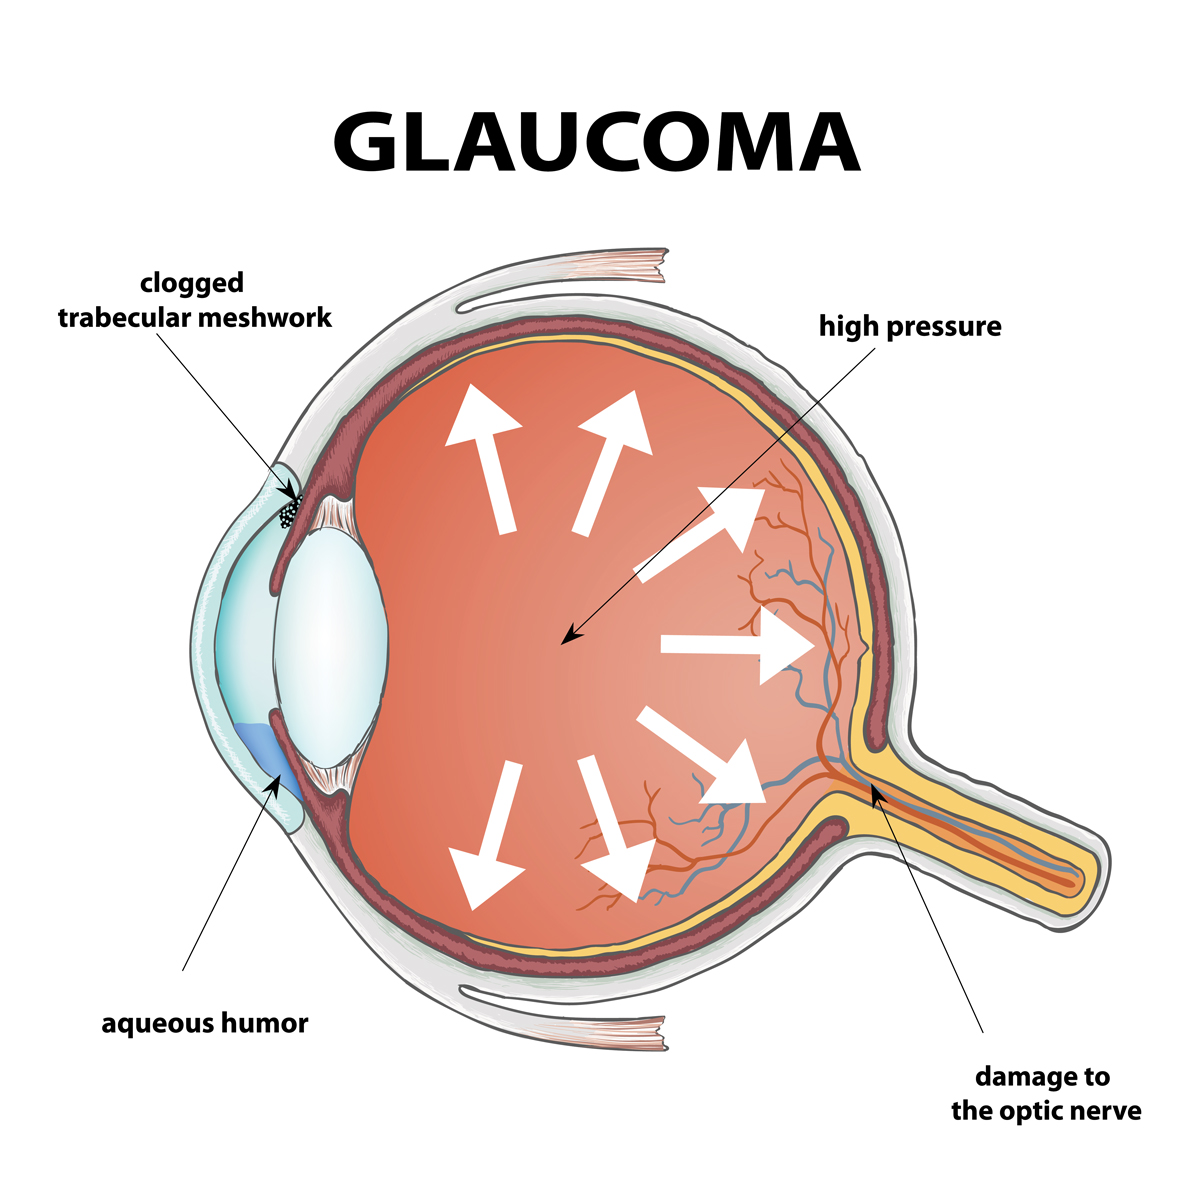 GLAUCOMA
clogged
trabecular meshwork
high pressure
aqueous humor
damage to
the optic nerve